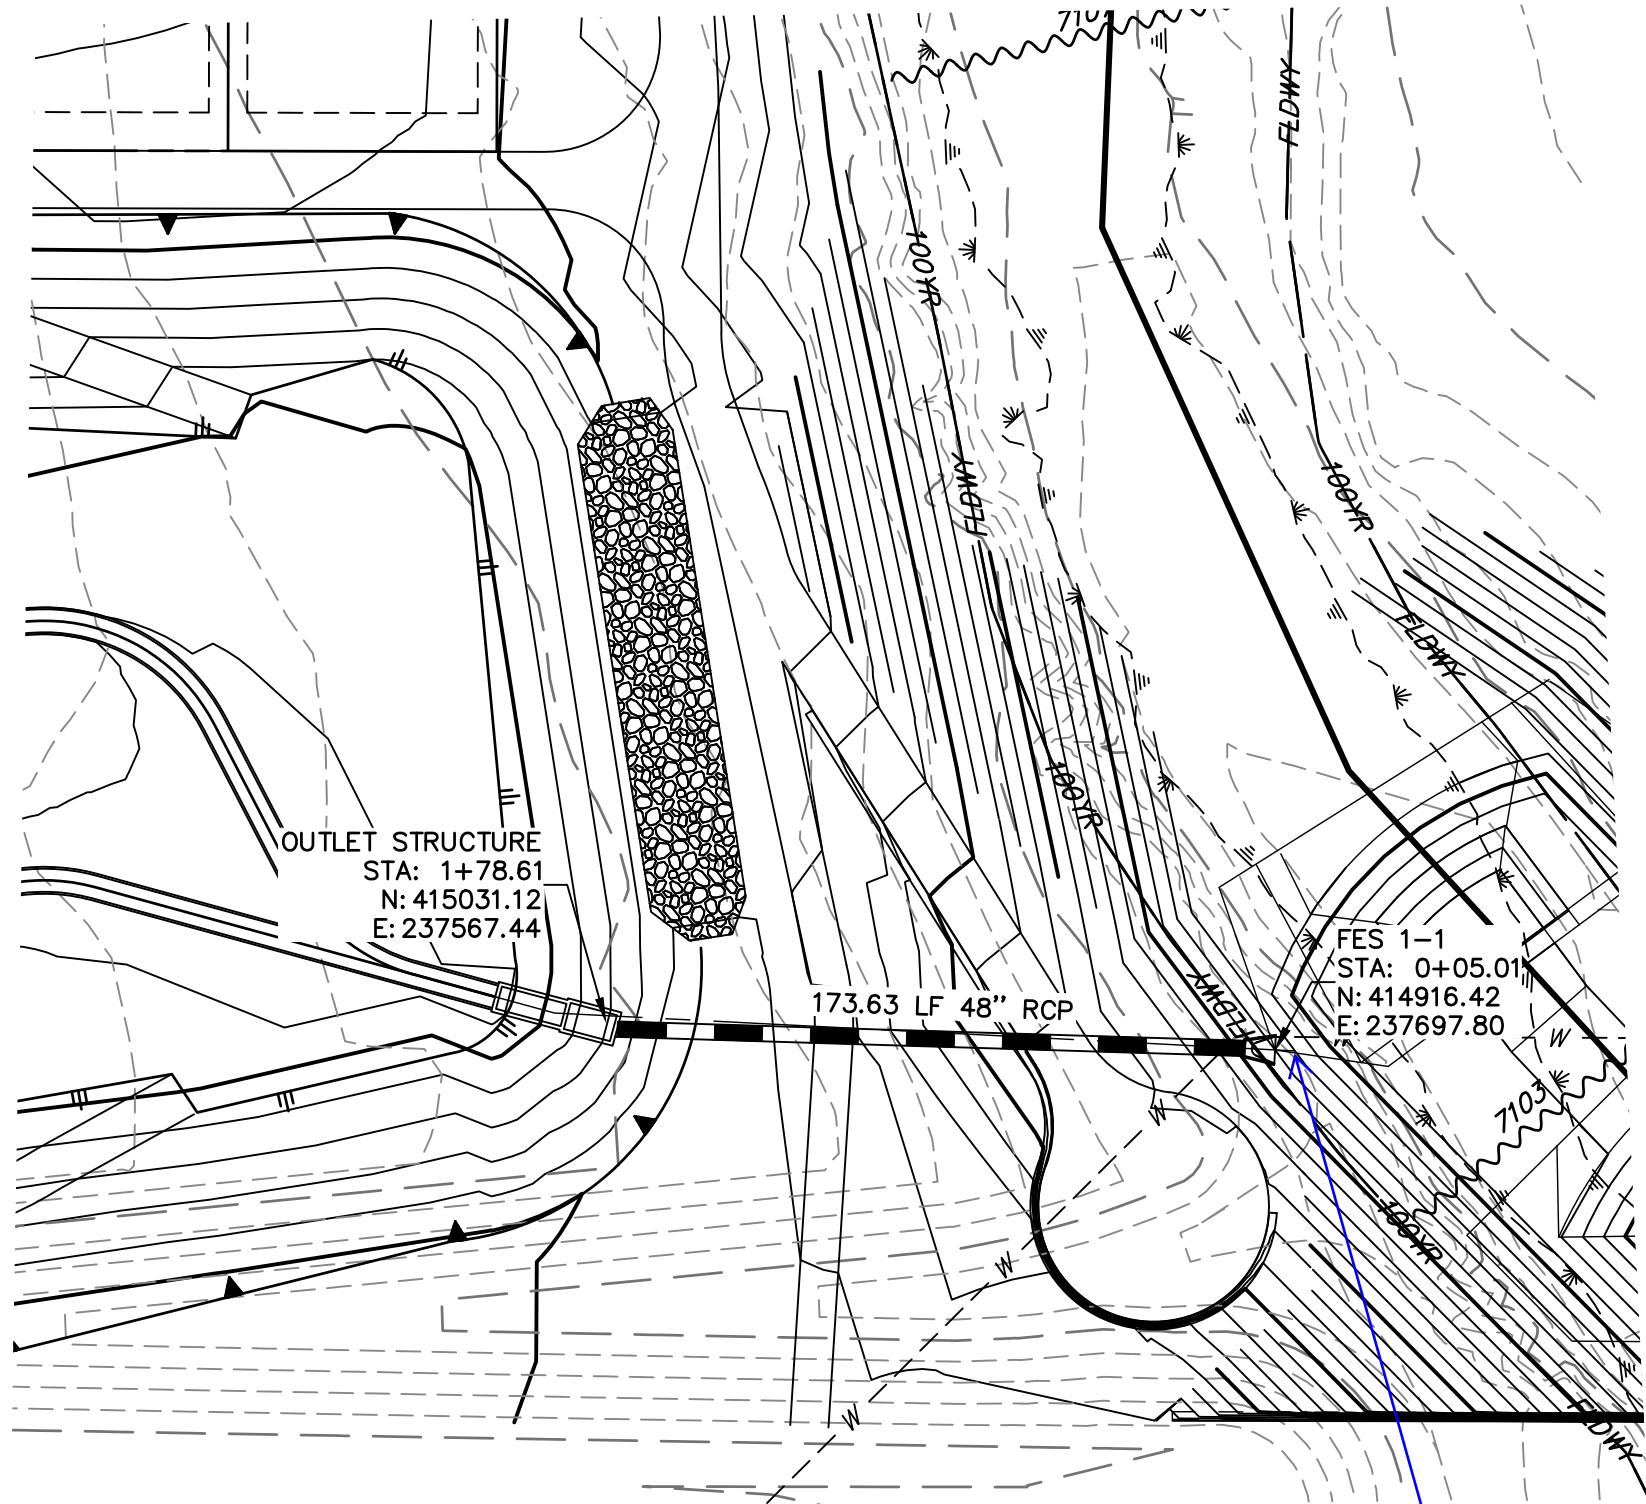 7107
FLDWY
100YR
100YR
FLDWY
FLDWY
100YR
OUTLET STRUCTURE
STA: 1+78.61
N: 415031.12
E: 237567.44
FES 1-1
STA: 0+05.01
N: 414916.42
E: 237697.80
173.63 LF 48" RCP
FLDWY
W
W
7103
W
100YR
W
FLDWY